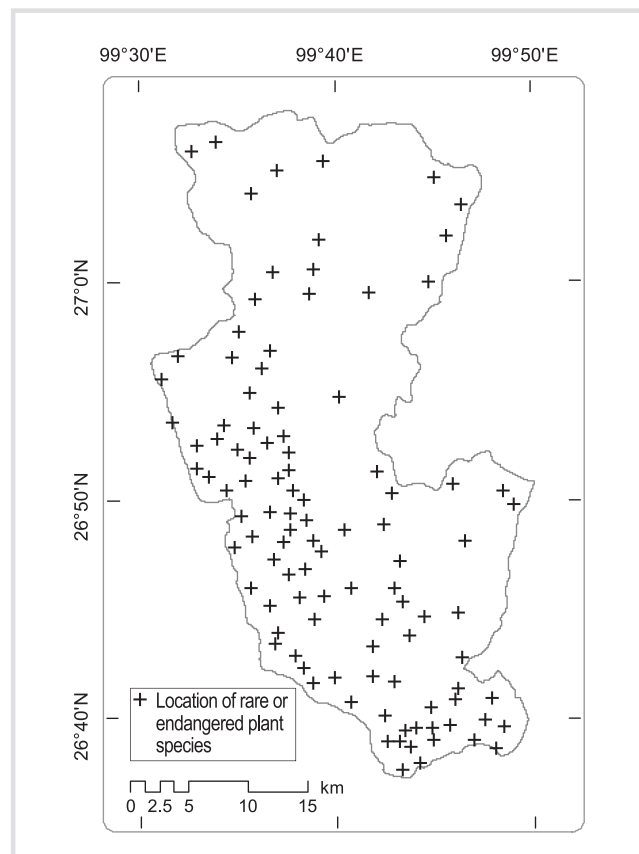 99°30'E 99°40'E 99°50'E
27°0'N
26°50'N
26°40'N
Location of rare or
endangered plant
species
km
0 2.5 5 10 15